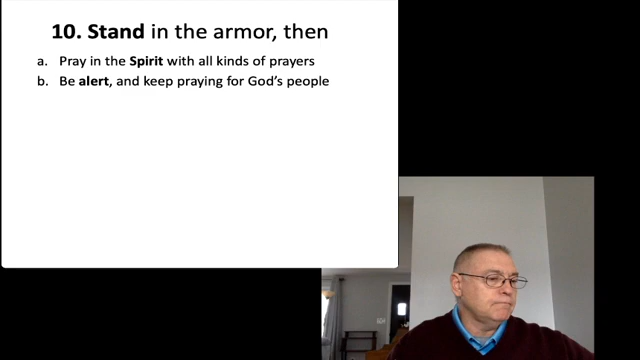 10. Stand in the armor, then
a. Pray in the Spirit with all kinds of prayers
b. Be alert, and keep praying for God's people